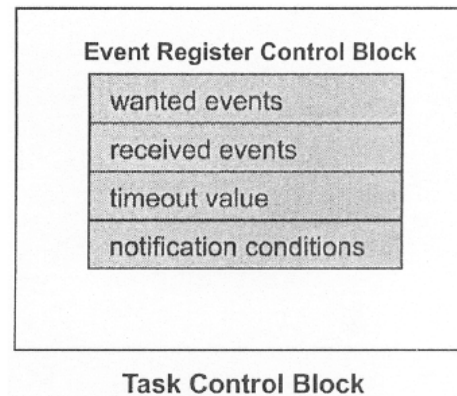 Event Register Control Block
wanted events
received events
timeout value
notification conditions
Task Control Block